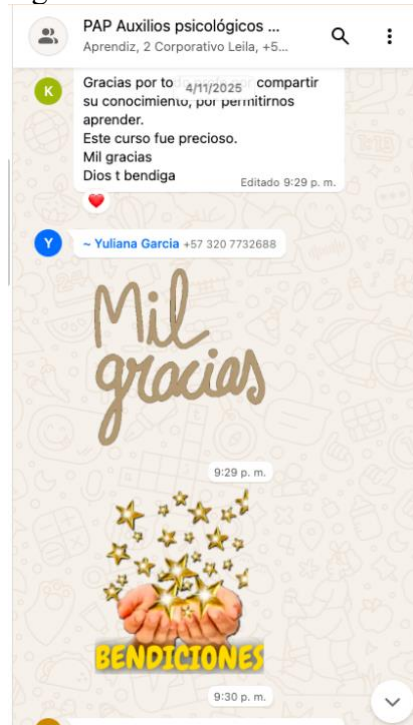 PAP Auxilios psicológicos ...
Aprendiz, 2 Corporativo Leila, +5...
K
Gracias por to compartir
4/11/2025
su conocimiento, por permitirnos
aprender.
Este curso fue precioso.
Mil gracias
Dios t bendiga
Editado 9:29 p. m.
Y
~ Yuliana Garcia +57 320 7732688
Mil
gracias
9:29 p. m.
BENDICIONES
9:30 p. m.